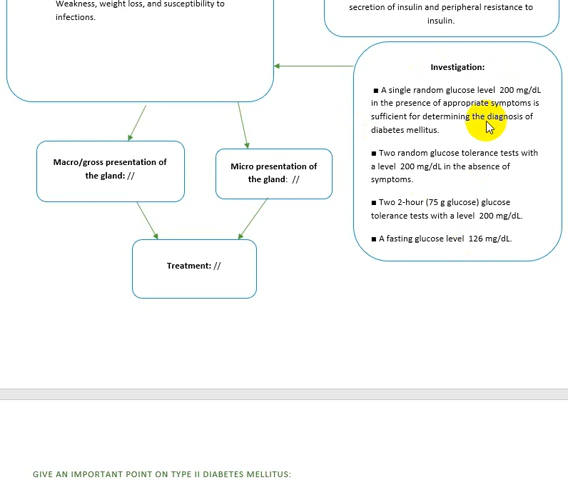 Weakness, weight loss, and susceptibility to
infections.
secretion of insulin and peripheral resistance to
insulin.
Investigation:
■ A single random glucose level 200 mg/dL
in the presence of appropriate symptoms is
sufficient for determining the diagnosis of
diabetes mellitus.
■ Two random glucose tolerance tests with
a level 200 mg/dL in the absence of
symptoms.
■ Two 2-hour (75 g glucose) glucose
tolerance tests with a level 200 mg/dL.
■ A fasting glucose level 126 mg/dL.
Macro/gross presentation of
the gland: //
Micro presentation of
the gland: //
Treatment: //
GIVE AN IMPORTANT POINT ON TYPE II DIABETES MELLITUS: